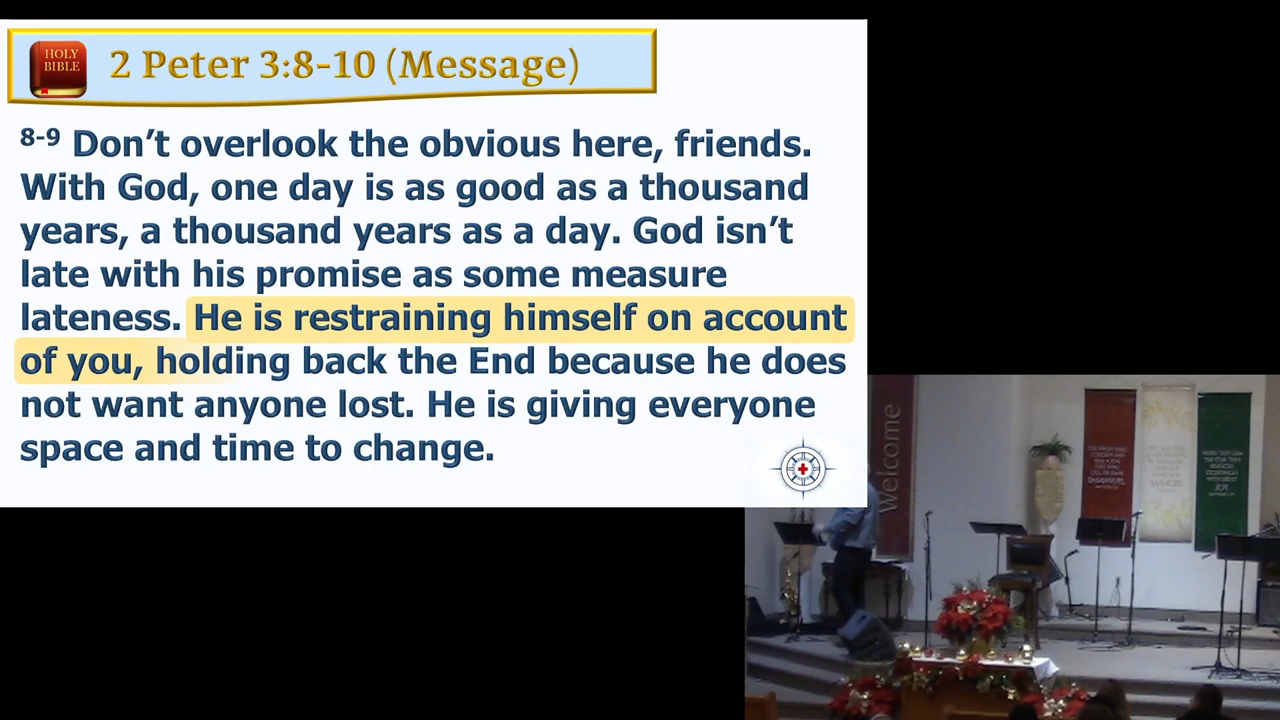 HOLY
BIBLE
2 Peter 3:8-10 (Message)
8-9 Don’t overlook the obvious here, friends.
With God, one day is as good as a thousand
years, a thousand years as a day. God isn’t
late with his promise as some measure
lateness. He is restraining himself on account
of you, holding back the End because he does
not want anyone lost. He is giving everyone
space and time to change.
Welcome